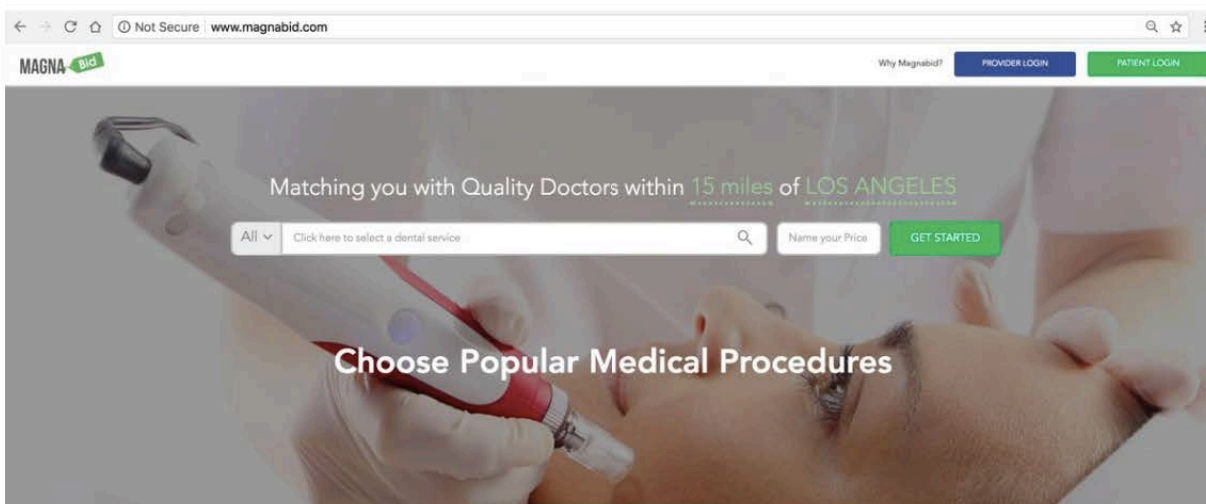 Not Secure www.magnabid.com
MAGNA Bid
Why Magnabid? PROVIDER LOGIN PATIENT LOGIN
Matching you with Quality Doctors within 15 miles of LOS ANGELES
All Click here to select a dental service Name your Price GET STARTED
Choose Popular Medical Procedures